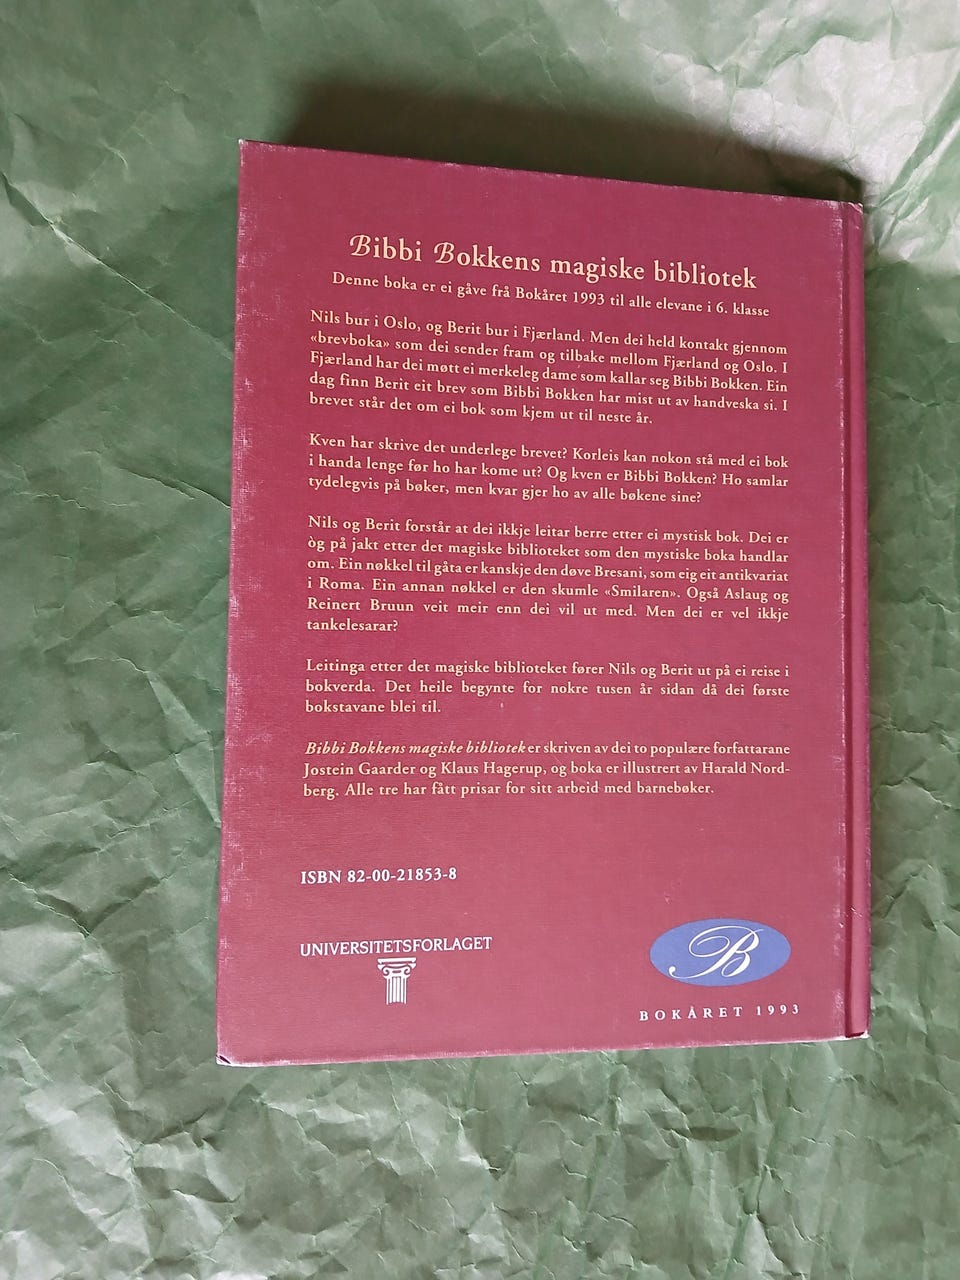 Bibbi Bokkens magiske bibliotek
Denne boka er ei gåve frå Bokåret 1993 til alle elevane i 6. klasse
Nils bur i Oslo, og Berit bur i Fjærland. Men dei held kontakt gjennom
«brevboka» som dei sender fram og tilbake mellom Fjærland og Oslo. I
Fjærland har dei møtt ei merkeleg dame som kallar seg Bibbi Bokken. Ein
dag finn Berit eit brev som Bibbi Bokken har mist ut av handveska si. I
brevet står det om ei bok som kjem ut til neste år.
Kven har skrive det underlege brevet? Korleis kan nokon stå med ei bok
i handa lenge før ho har kome ut? Og kven er Bibbi Bokken? Ho samlar
tydelegvis på bøker, men kvar gjer ho av alle bøkene sine?
Nils og Berit forstår at dei ikkje leitar berre etter ei mystisk bok. Dei er
òg på jakt etter det magiske biblioteket som den mystiske boka handlar
om. Ein nøkkel til gåta er kanskje den døve Bresani, som eig eit antikvariat
i Roma. Ein annan nøkkel er den skumle «Smilaren». Også Aslaug og
Reinert Bruun veit meir enn dei vil ut med. Men dei er vel ikkje
tankelesarar?
Leitinga etter det magiske biblioteket fører Nils og Berit ut på ei reise i
bokverda. Det heile begynte for nokre tusen år sidan då dei første
bokstavane blei til.
Bibbi Bokkens magiske bibliotek er skriven av dei to populære forfattarane
Jostein Gaarder og Klaus Hagerup, og boka er illustrert av Harald Nord-
berg. Alle tre har fått prisar for sitt arbeid med barnebøker.
ISBN 82-00-21853-8
UNIVERSITETSFORLAGET
B
BOKÅRET 1993